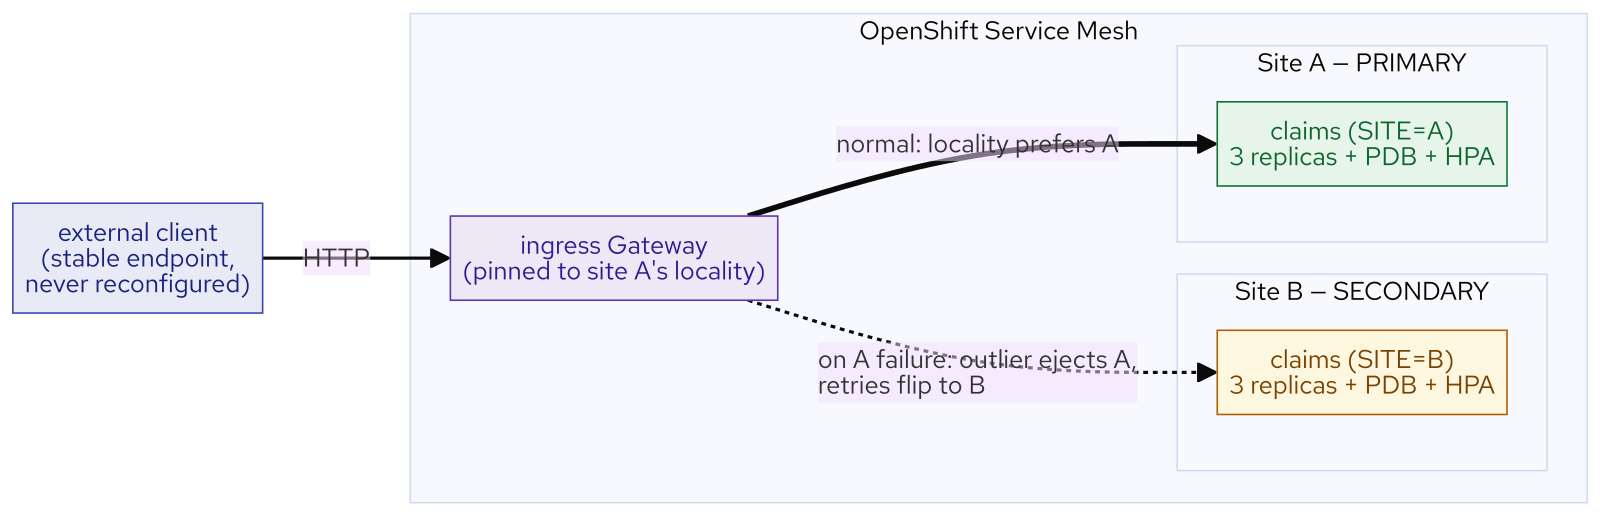 OpenShift Service Mesh
Site A – PRIMARY
claims (SITE=A)
3 replicas + PDB + HPA
normal: locality prefers A
external client
(stable endpoint,
never reconfigured)
HTTP
ingress Gateway
(pinned to site A's locality)
Site B – SECONDARY
on A failure: outlier ejects A,
retries flip to B
claims (SITE=B)
3 replicas + PDB + HPA